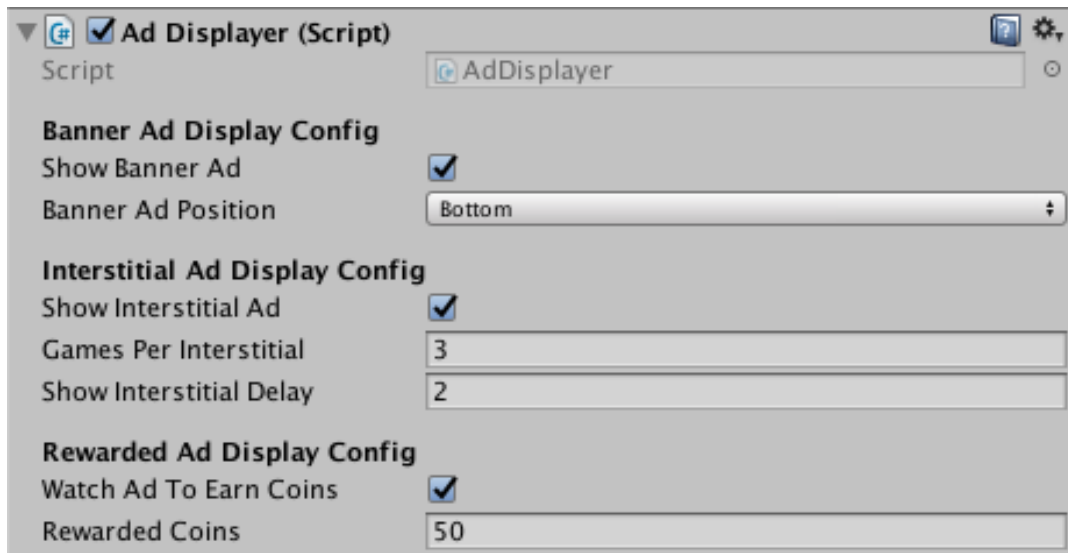 Ad Displayer (Script)
Script AdDisplayer
Banner Ad Display Config
Show Banner Ad
Banner Ad Position Bottom
Interstitial Ad Display Config
Show Interstitial Ad
Games Per Interstitial 3
Show Interstitial Delay 2
Rewarded Ad Display Config
Watch Ad To Earn Coins
Rewarded Coins 50